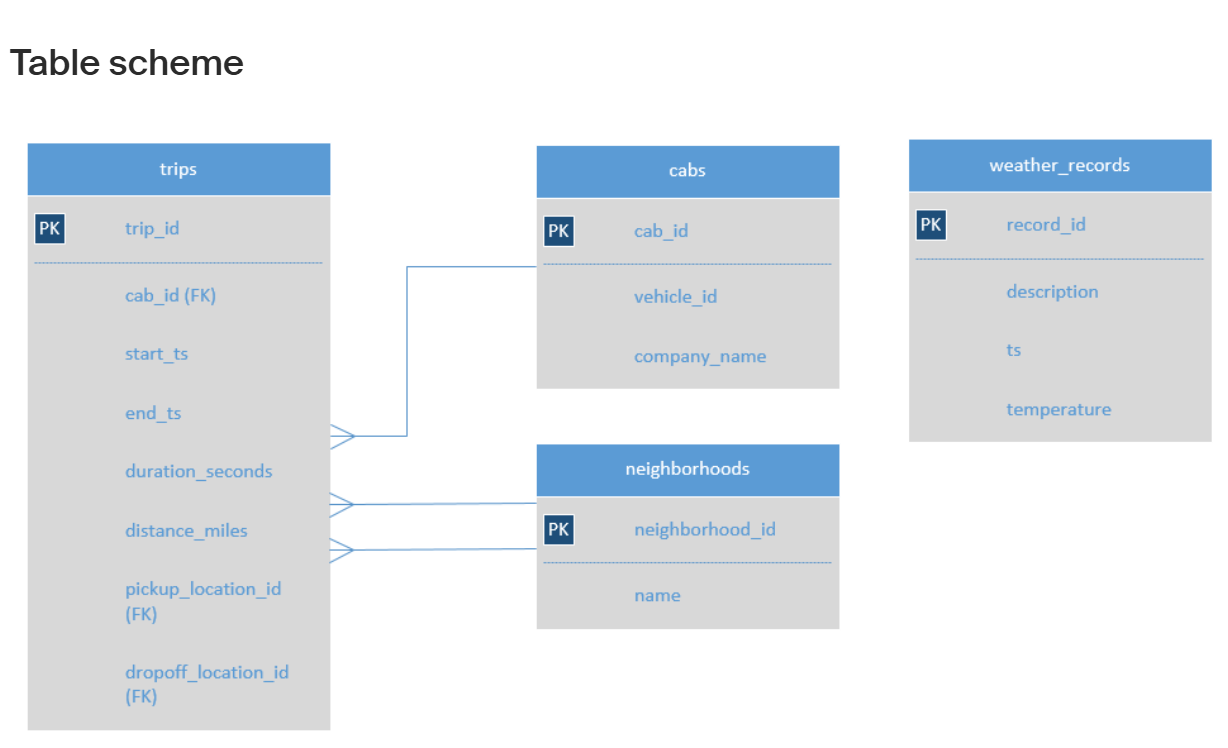 Table scheme
trips
PK trip_id
cab_id (FK)
start_ts
end_ts
duration_seconds
distance_miles
pickup_location_id
(FK)
dropoff_location_id
(FK)
cabs
PK cab_id
vehicle_id
company_name
neighborhoods
PK neighborhood_id
name
weather_records
PK record_id
description
ts
temperature